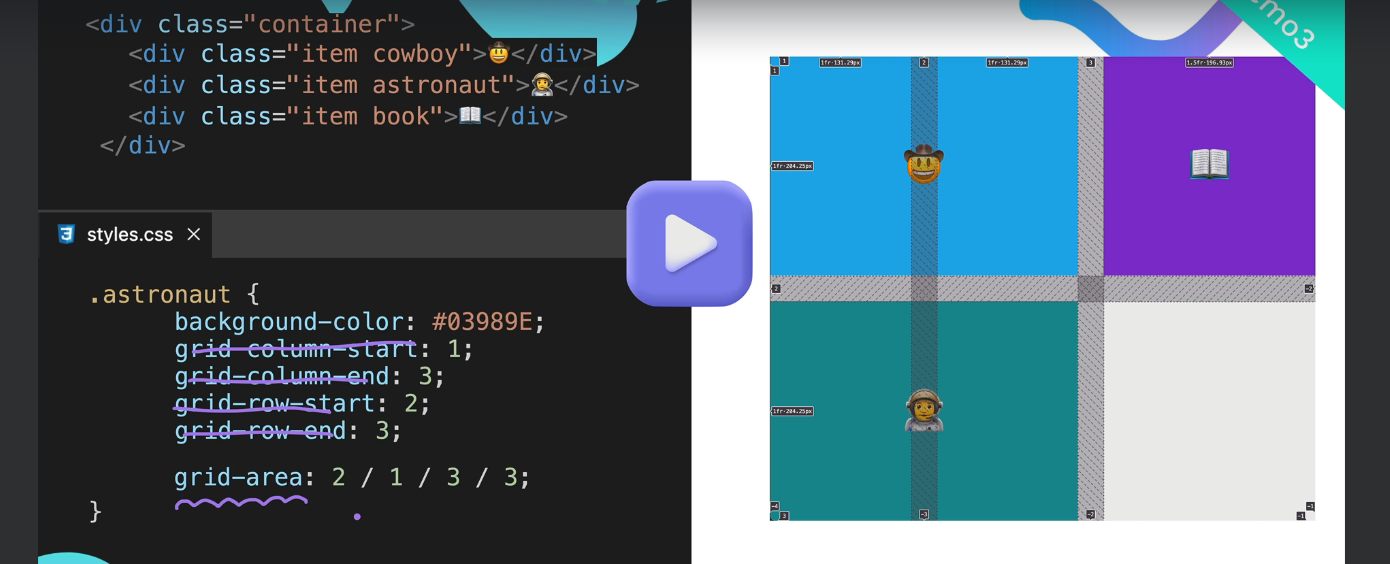 <div class="container">
<div class="item cowboy">🤠</div>
<div class="item astronaut">🧑‍🚀</div>
<div class="item book">📖</div>
</div>
styles.css
.astronaut {
background-color: #03989E;
grid-column-start: 1;
grid-column-end: 3;
grid-row-start: 2;
grid-row-end: 3;
grid-area: 2 / 1 / 3 / 3;
}
emo3
1 1fr-131.29px 2 1fr-131.29px 3 1.5fr-196.93px
1
1fr-204.25px
2 -2
1fr-204.25px
-4 -1
3 -3 -2 -1